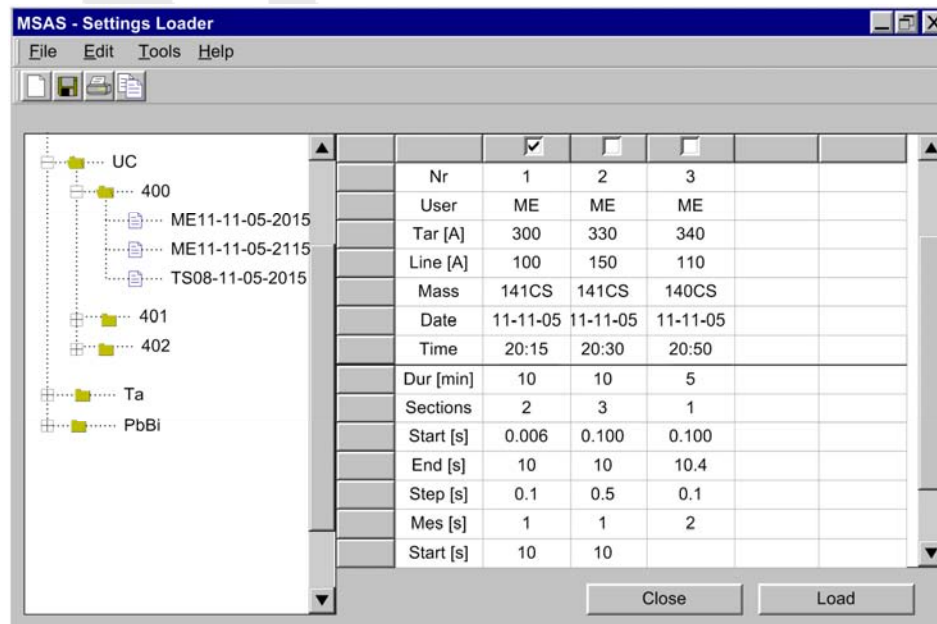 MSAS - Settings Loader
File Edit Tools Help
UC
400
ME11-11-05-2015
ME11-11-05-2115
TS08-11-05-2015
401
402
Ta
PbBi
Nr 1 2 3
User ME ME ME
Tar [A] 300 330 340
Line [A] 100 150 110
Mass 141CS 141CS 140CS
Date 11-11-05 11-11-05 11-11-05
Time 20:15 20:30 20:50
Dur [min] 10 10 5
Sections 2 3 1
Start [s] 0.006 0.100 0.100
End [s] 10 10 10.4
Step [s] 0.1 0.5 0.1
Mes [s] 1 1 2
Start [s] 10 10
Close Load